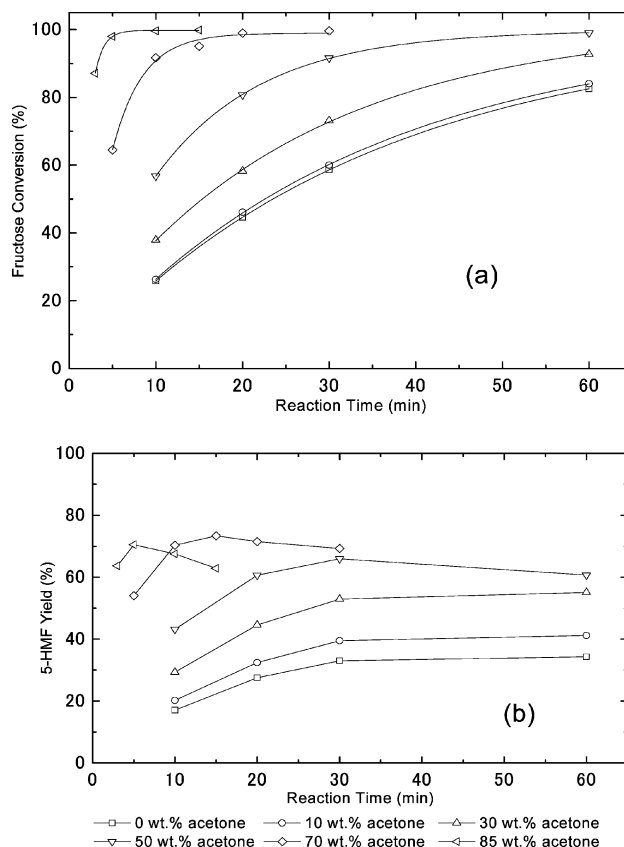 100
80
60
40
20
0
Fructose Conversion (%)
(a)
0 10 20 30 40 50 60
Reaction Time (min)
100
80
60
40
20
0
5-HMF Yield (%)
(b)
0 10 20 30 40 50 60
Reaction Time (min)
0 wt.% acetone 10 wt.% acetone 30 wt.% acetone
50 wt.% acetone 70 wt.% acetone 85 wt.% acetone